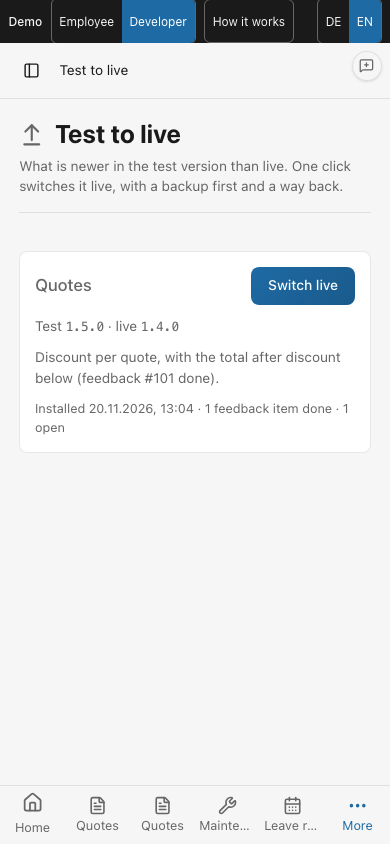 Demo Employee Developer How it works DE EN
Test to live
Test to live
What is newer in the test version than live. One click
switches it live, with a backup first and a way back.
Quotes Switch live
Test 1.5.0 · live 1.4.0
Discount per quote, with the total after discount
below (feedback #101 done).
Installed 20.11.2026, 13:04 · 1 feedback item done · 1
open
Home Quotes Quotes Mainte... Leave r... More